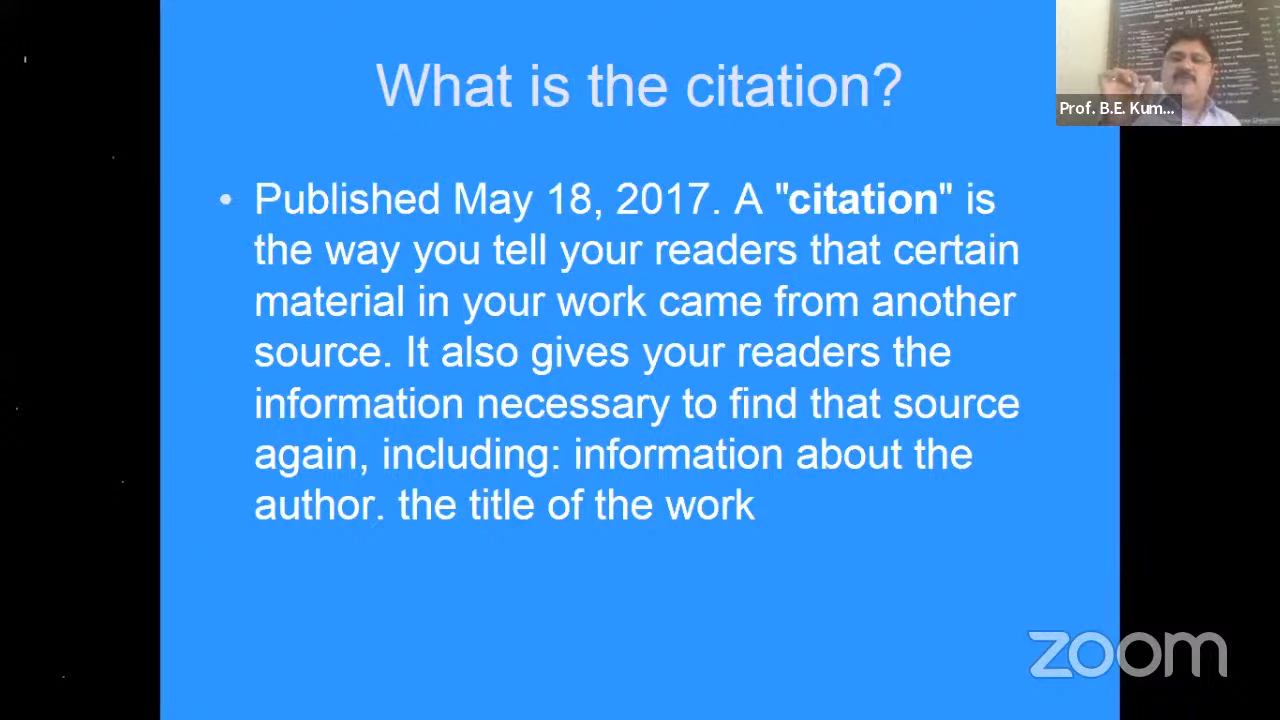 What is the citation?
Prof. B.E. Kum...
• Published May 18, 2017. A "citation" is
the way you tell your readers that certain
material in your work came from another
source. It also gives your readers the
information necessary to find that source
again, including: information about the
author. the title of the work
zoom